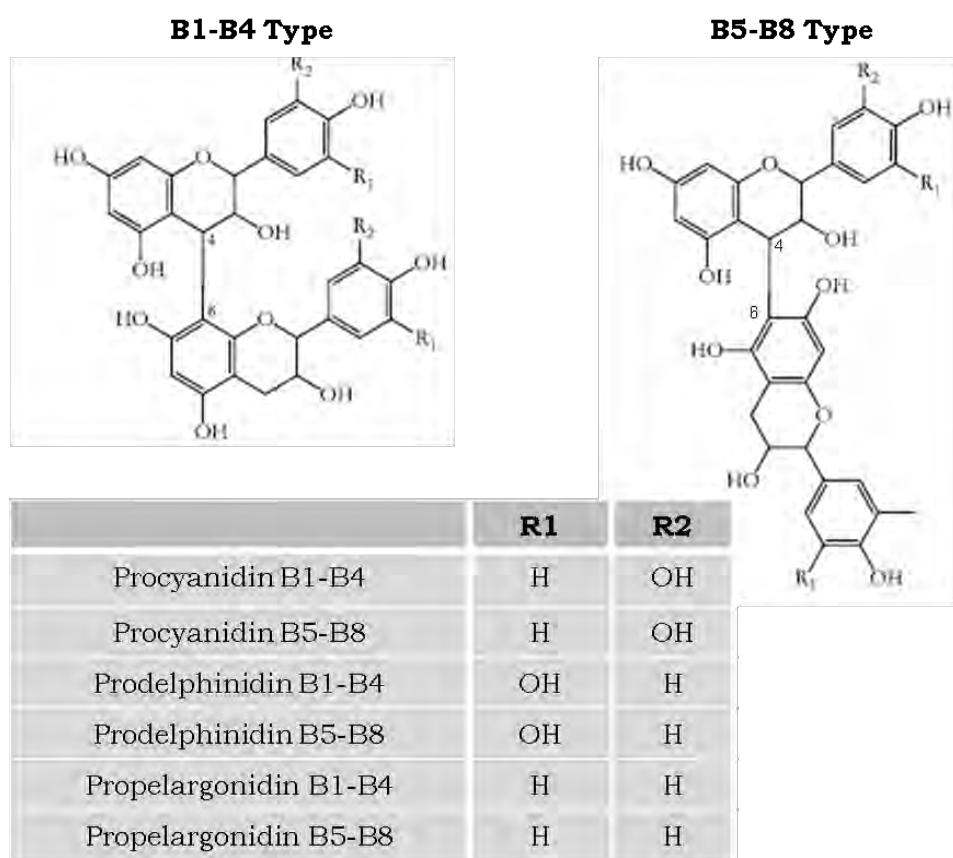 B1-B4 Type
B5-B8 Type
R₂
OH
HO
O
R₁
OH
4
OH
R₂
OH
HO
8
O
R₁
OH
OH
R₂
OH
HO
O
R₁
OH
4
OH
6
OH
HO
O
HO
R₁
OH
R1 R2
Procyanidin B1-B4 H OH
Procyanidin B5-B8 H OH
Prodelphinidin B1-B4 OH H
Prodelphinidin B5-B8 OH H
Propelargonidin B1-B4 H H
Propelargonidin B5-B8 H H